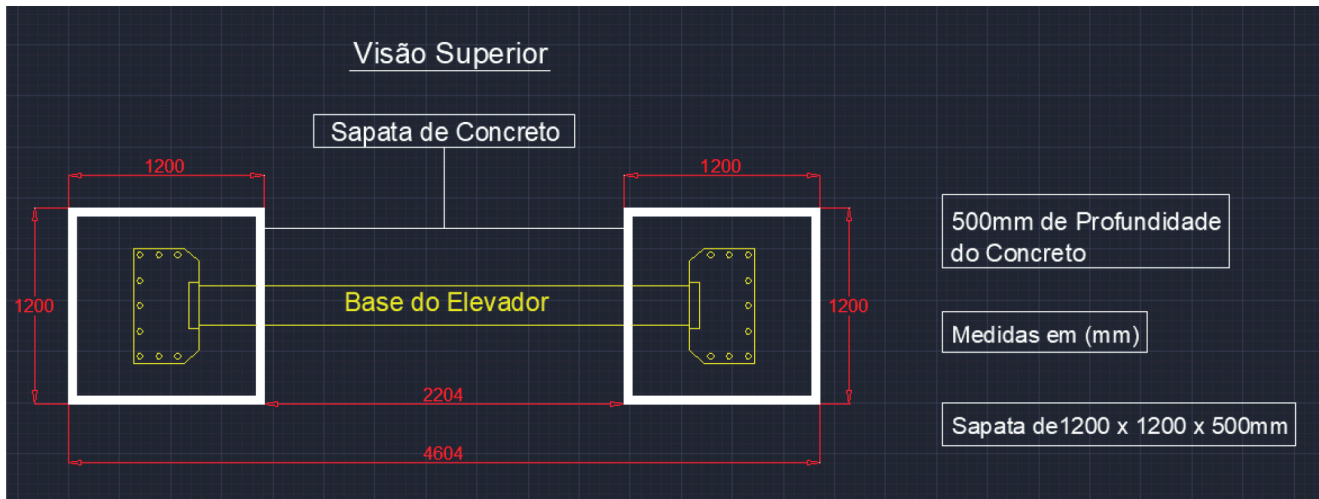 Visão Superior
Sapata de Concreto
1200
1200
1200
1200
Base do Elevador
2204
4604
500mm de Profundidade
do Concreto
Medidas em (mm)
Sapata de1200 x 1200 x 500mm